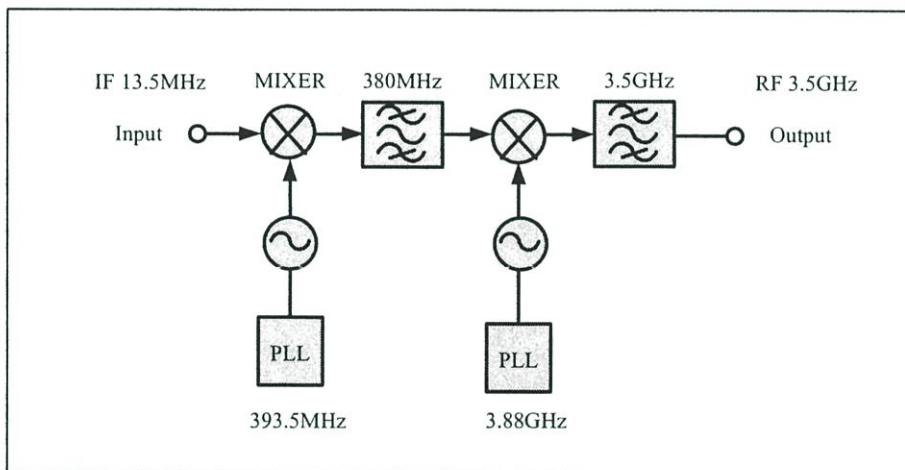 IF 13.5MHz MIXER 380MHz MIXER 3.5GHz RF 3.5GHz
Input Output
PLL PLL
393.5MHz 3.88GHz